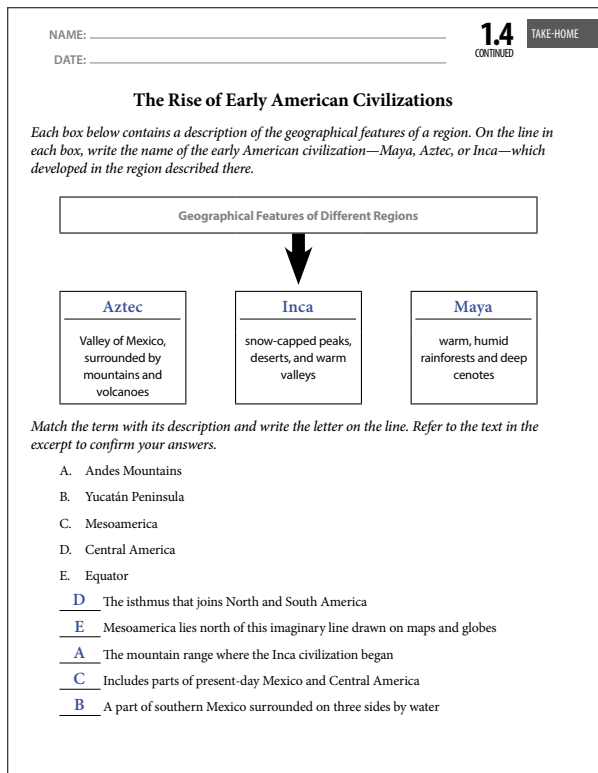 NAME:
DATE:
1.4
CONTINUED
TAKE-HOME
The Rise of Early American Civilizations
Each box below contains a description of the geographical features of a region. On the line in
each box, write the name of the early American civilization—Maya, Aztec, or Inca—which
developed in the region described there.
Geographical Features of Different Regions
Aztec
Valley of Mexico,
surrounded by
mountains and
volcanoes
Inca
snow-capped peaks,
deserts, and warm
valleys
Maya
warm, humid
rainforests and deep
cenotes
Match the term with its description and write the letter on the line. Refer to the text in the
excerpt to confirm your answers.
A. Andes Mountains
B. Yucatán Peninsula
C. Mesoamerica
D. Central America
E. Equator
D The isthmus that joins North and South America
E Mesoamerica lies north of this imaginary line drawn on maps and globes
A The mountain range where the Inca civilization began
C Includes parts of present-day Mexico and Central America
B A part of southern Mexico surrounded on three sides by water